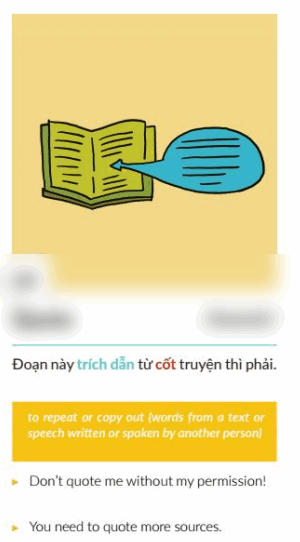 Đoạn này trích dẫn từ cốt truyện thì phải.
to repeat or copy out (words from a text or
speech written or spoken by another person)
Don't quote me without my permission!
You need to quote more sources.